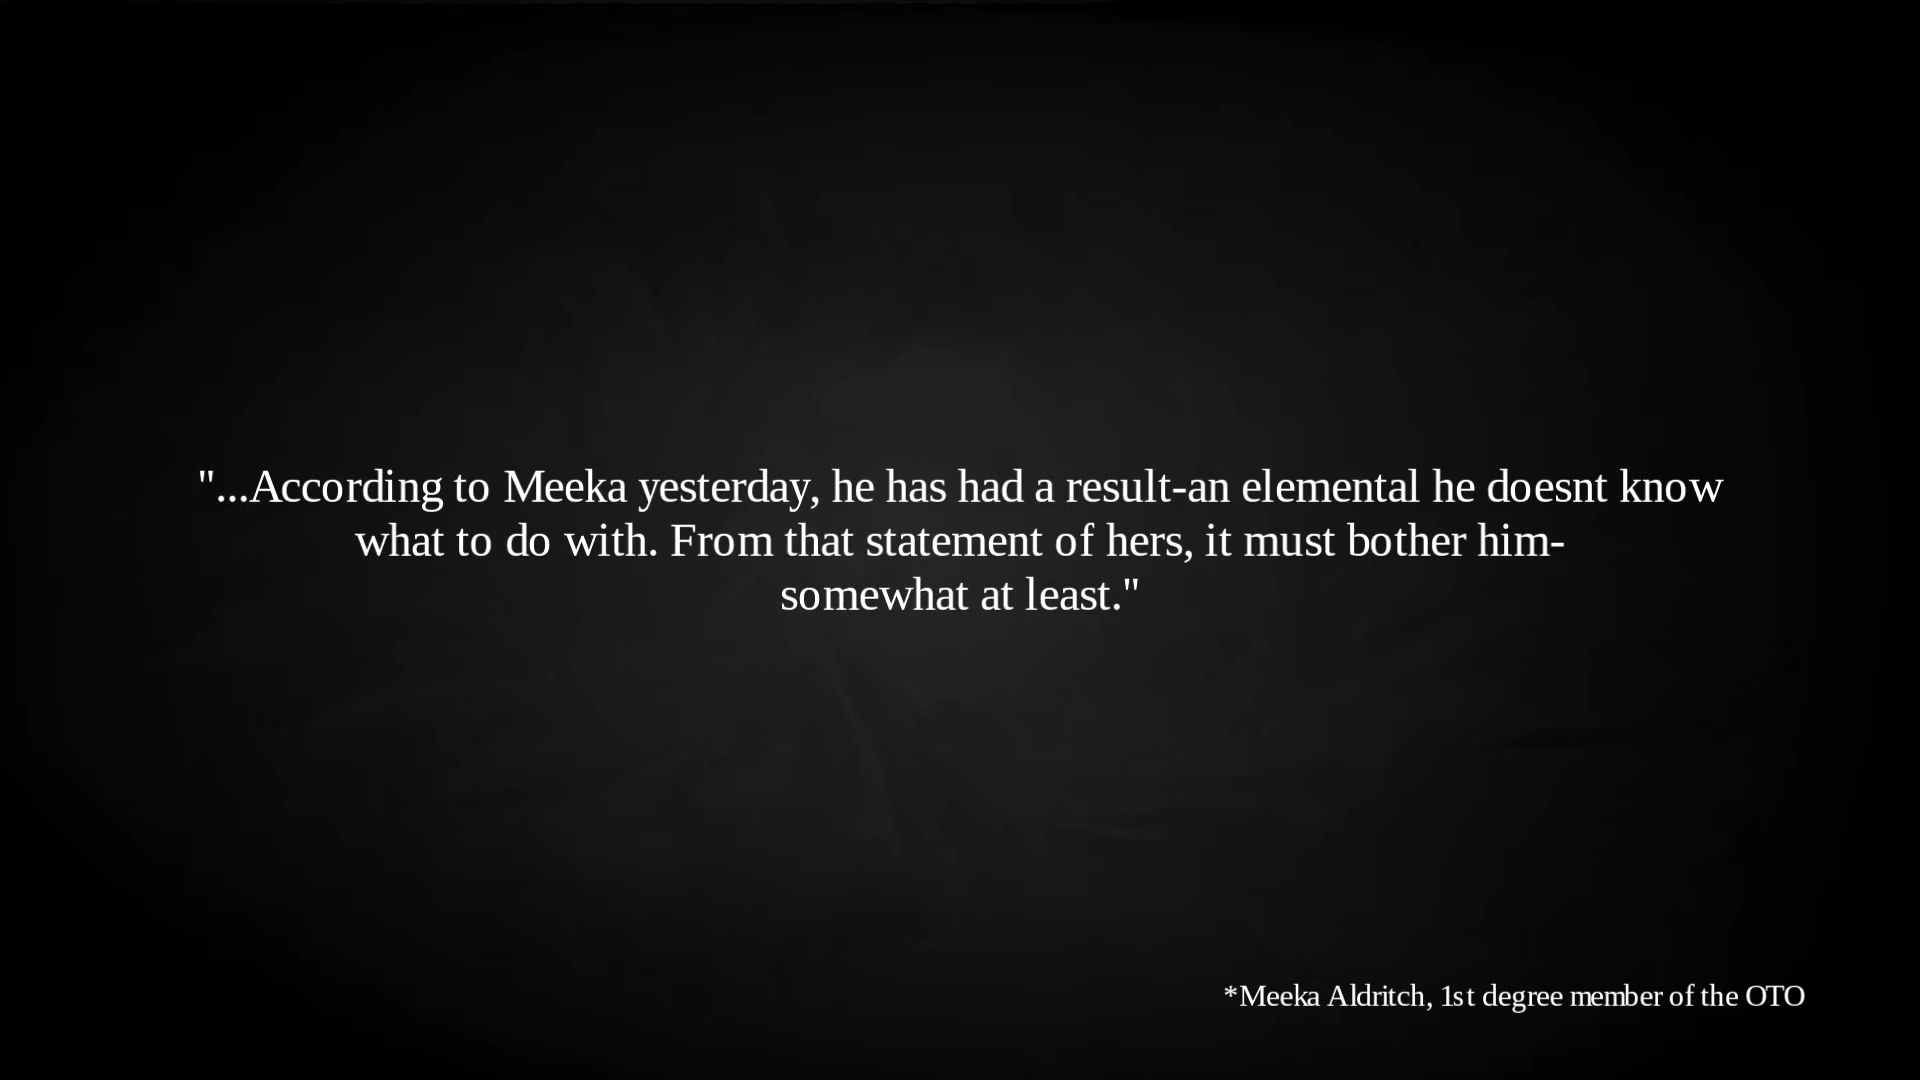 "...According to Meeka yesterday, he has had a result-an elemental he doesnt know
what to do with. From that statement of hers, it must bother him-
somewhat at least."
*Meeka Aldritch, 1st degree member of the OTO